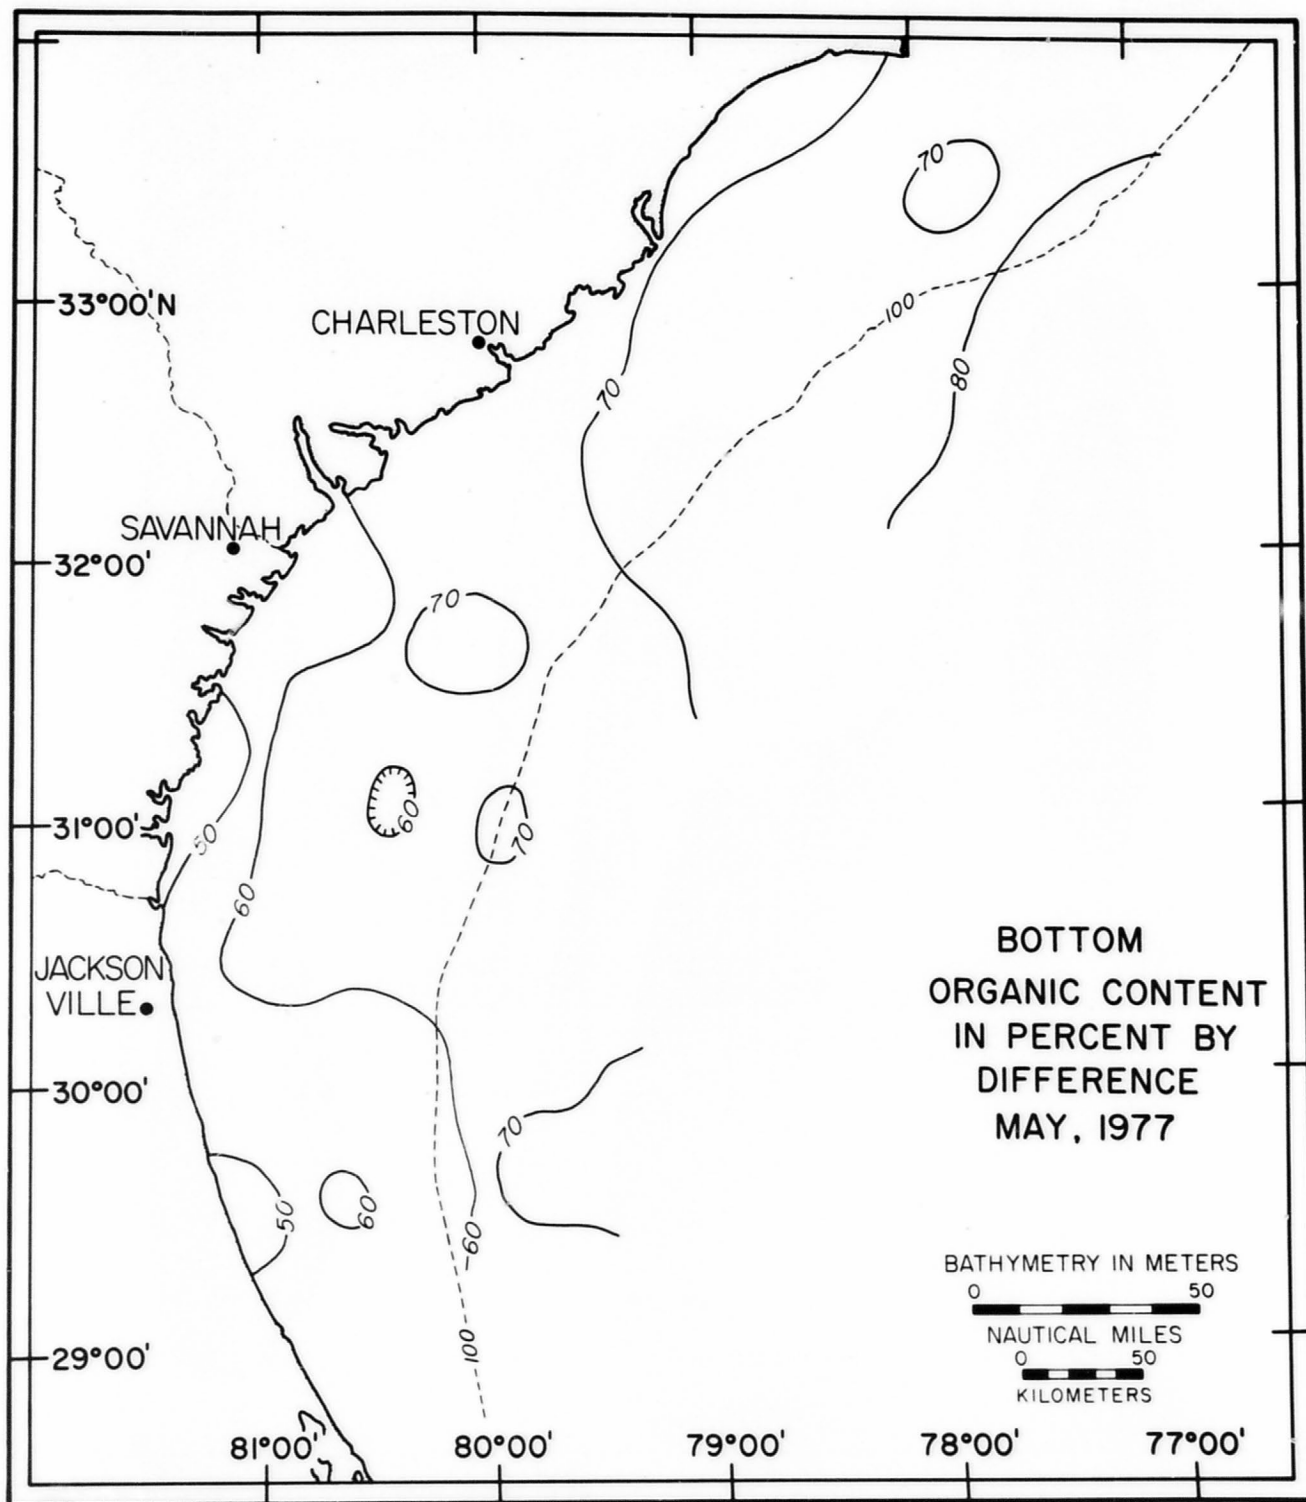 70
33°00'N
CHARLESTON
100
80
70
SAVANNAH
32°00'
70
60
70
31°00'
50
60
BOTTOM
ORGANIC CONTENT
IN PERCENT BY
DIFFERENCE
MAY, 1977
JACKSON
VILLE
30°00'
70
50
60
60
BATHYMETRY IN METERS
0 50
NAUTICAL MILES
0 50
KILOMETERS
100
29°00'
81°00' 80°00' 79°00' 78°00' 77°00'